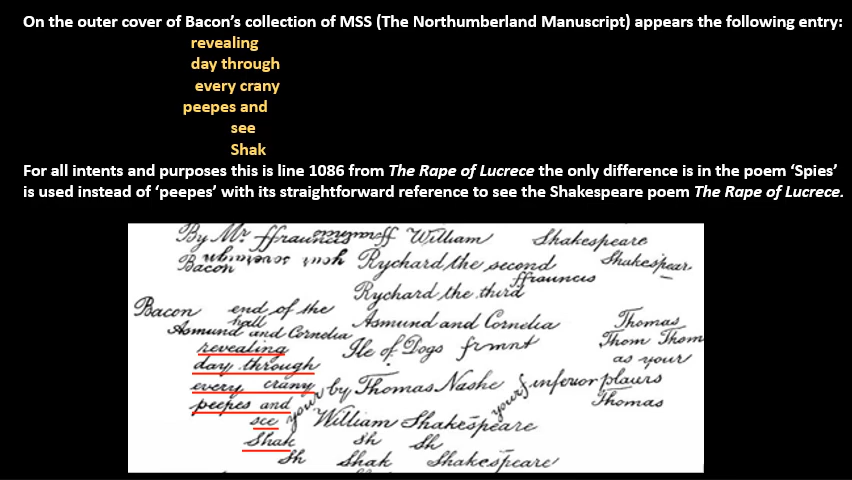 On the outer cover of Bacon’s collection of MSS (The Northumberland Manuscript) appears the following entry:
revealing
day through
every crany
peepes and
see
Shak
For all intents and purposes this is line 1086 from The Rape of Lucrece the only difference is in the poem ‘Spies’
is used instead of ‘peepes’ with its straightforward reference to see the Shakespeare poem The Rape of Lucrece.
By Mr. ffrauncis William Shakespeare
Bacon Rychard the second Shakespear
ffrauncis
Rychard the third
Bacon end of the
hall Asmund and Cornelia Thomas
Asmund and Cornelia Thom Thom
revealing Ile of Dogs frmnt as your
day through
every crany your by Thomas Nashe your & inferior plaiers
peepes and Thomas
see your William Shakespeare
Shak Sh Sh
Sh Shak Shakespeare